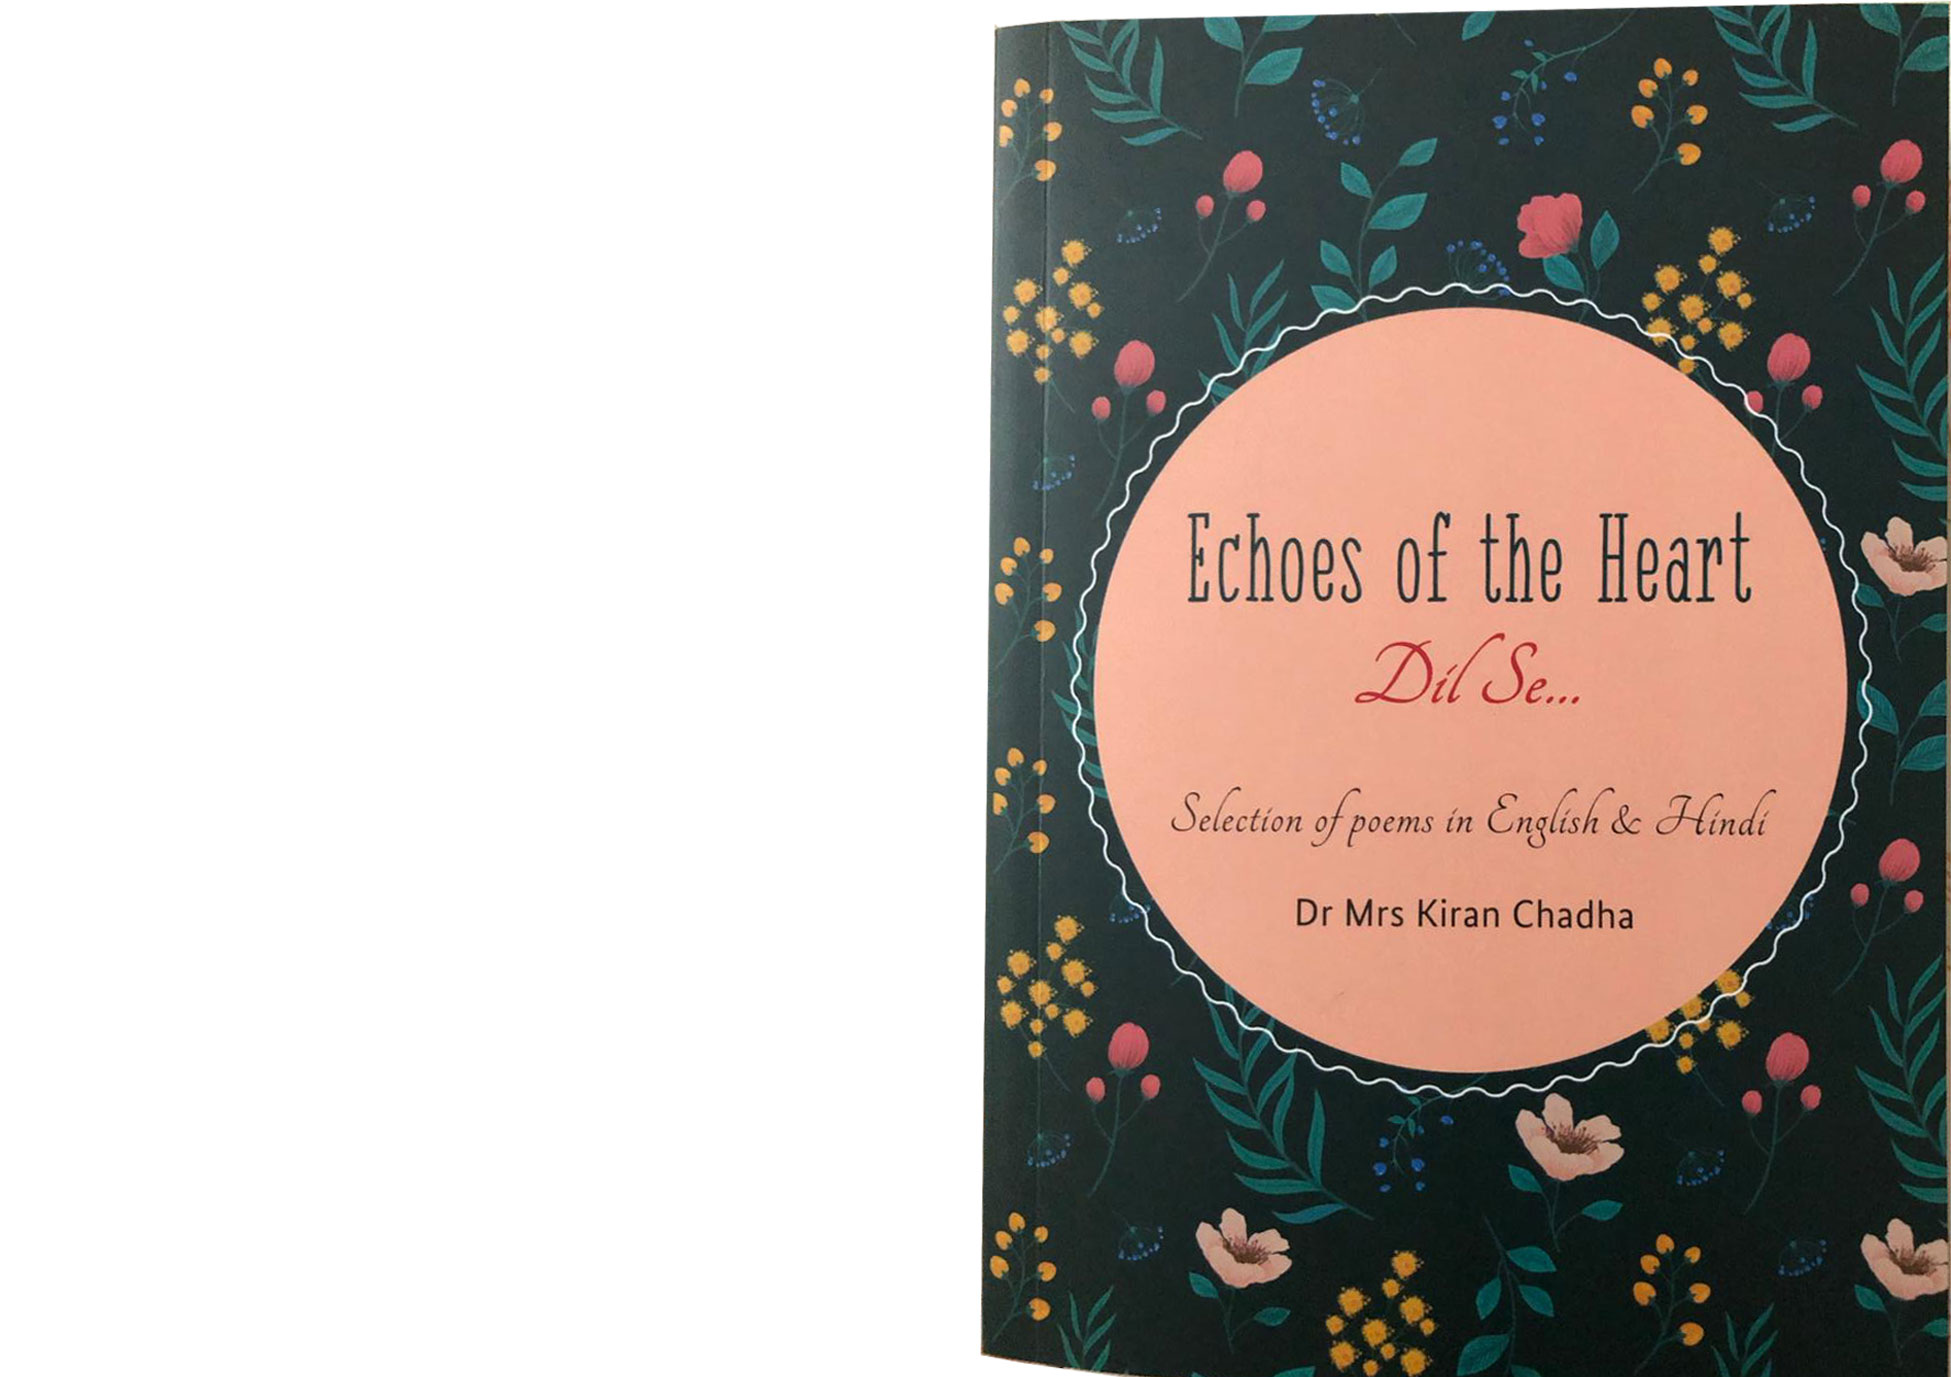 Echoes of the Heart
Dil Se...
Selection of poems in English & Hindi
Dr Mrs Kiran Chadha